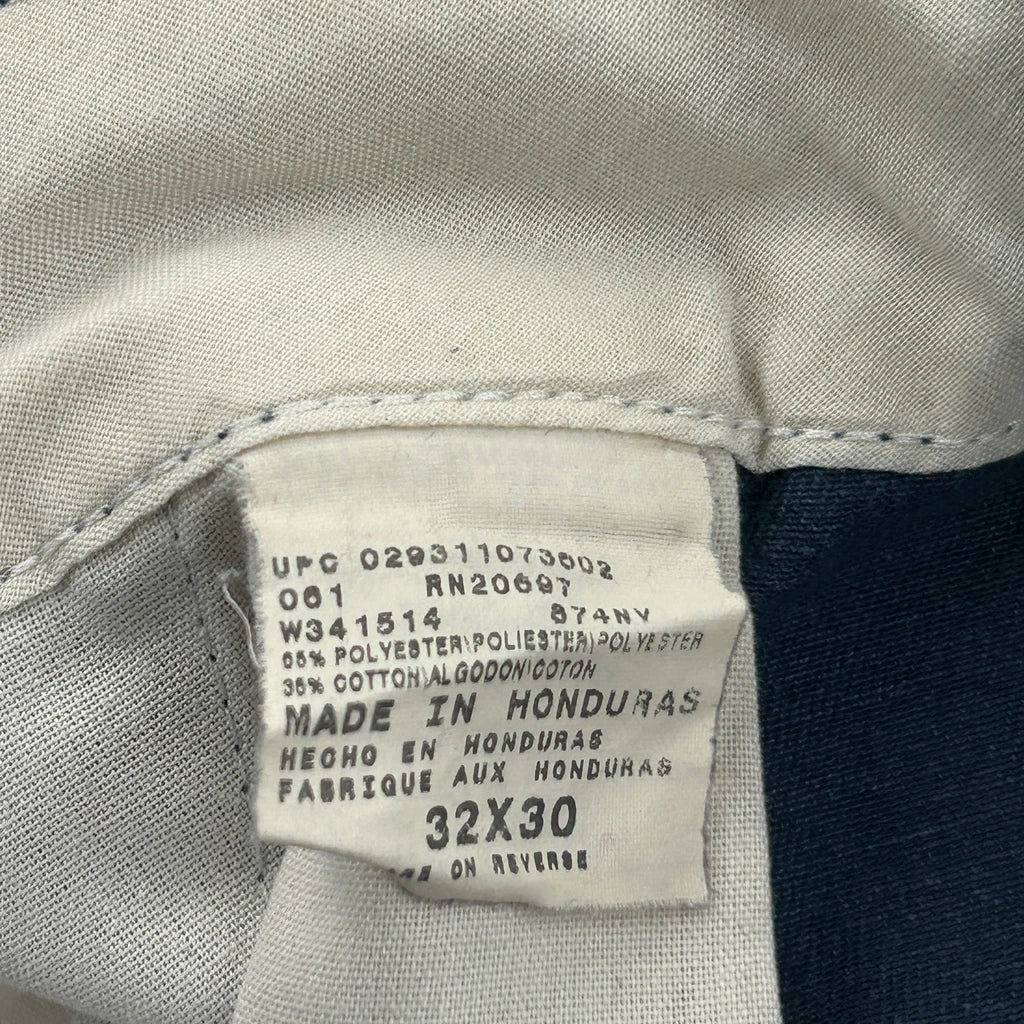 UPC 029311073602
061 RN20697
W341514 874NV
65% POLYESTER\POLIESTER\POLYESTER
35% COTTON\ALGODON\COTON
MADE IN HONDURAS
HECHO EN HONDURAS
FABRIQUE AUX HONDURAS
32X30
ON REVERSE